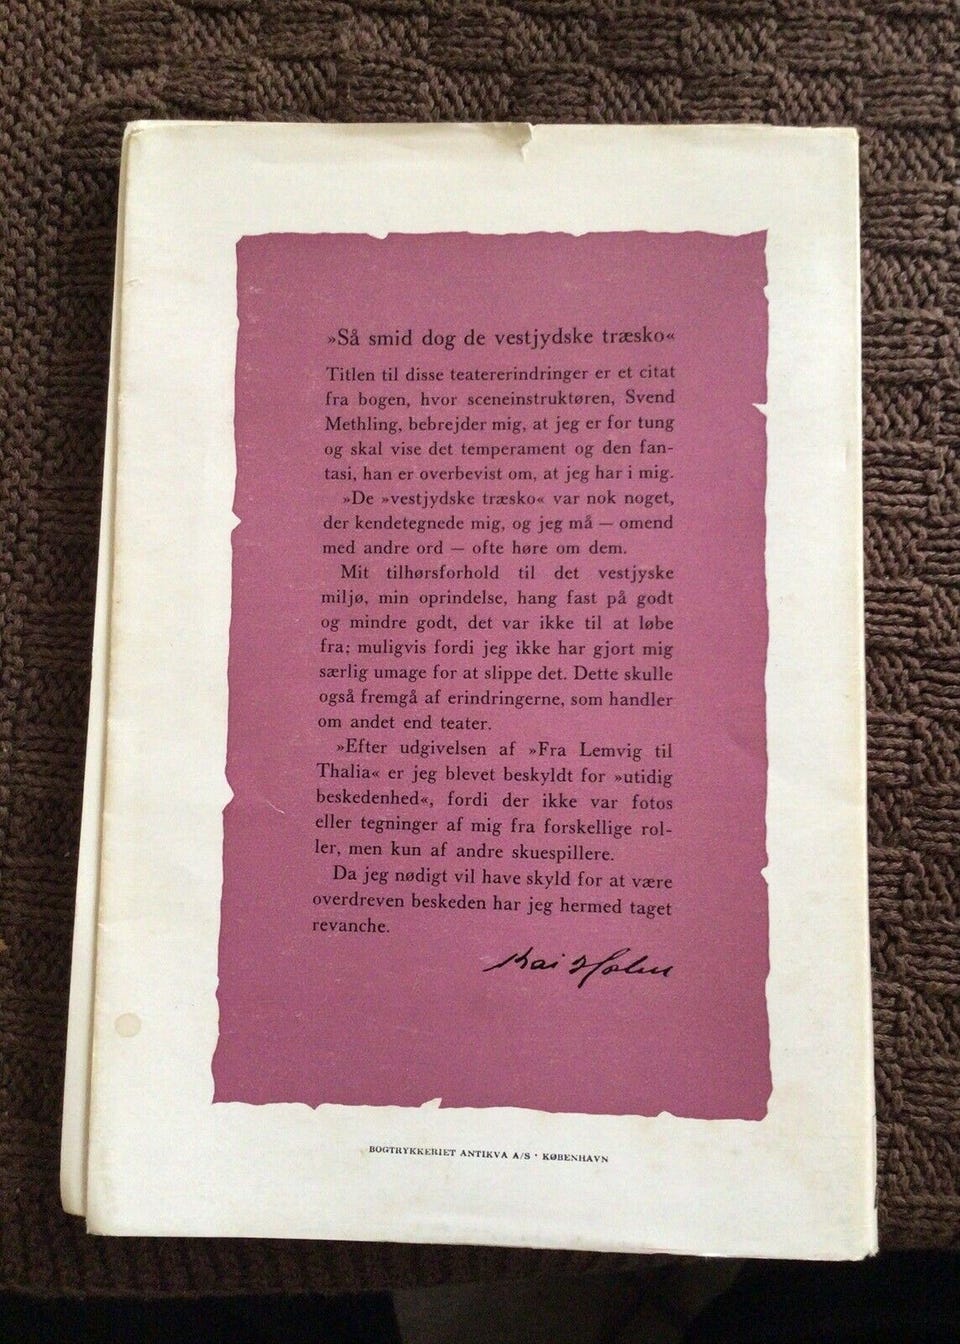 »Så smid dog de vestjydske træsko«
Titlen til disse teatererindringer er et citat
fra bogen, hvor sceneinstruktøren, Svend
Methling, bebrejder mig, at jeg er for tung
og skal vise det temperament og den fan-
tasi, han er overbevist om, at jeg har i mig.
»De »vestjydske træsko« var nok noget,
der kendetegnede mig, og jeg må — omend
med andre ord — ofte høre om dem.
Mit tilhørsforhold til det vestjyske
miljø, min oprindelse, hang fast på godt
og mindre godt, det var ikke til at løbe
fra; muligvis fordi jeg ikke har gjort mig
særlig umage for at slippe det. Dette skulle
også fremgå af erindringerne, som handler
om andet end teater.
»Efter udgivelsen af »Fra Lemvig til
Thalia« er jeg blevet beskyldt for »utidig
beskedenhed«, fordi der ikke var fotos
eller tegninger af mig fra forskellige rol-
ler, men kun af andre skuespillere.
Da jeg nødigt vil have skyld for at være
overdreven beskeden har jeg hermed taget
revanche.
Kai Holm
BOGTRYKKERIET ANTIKVA A/S · KØBENHAVN